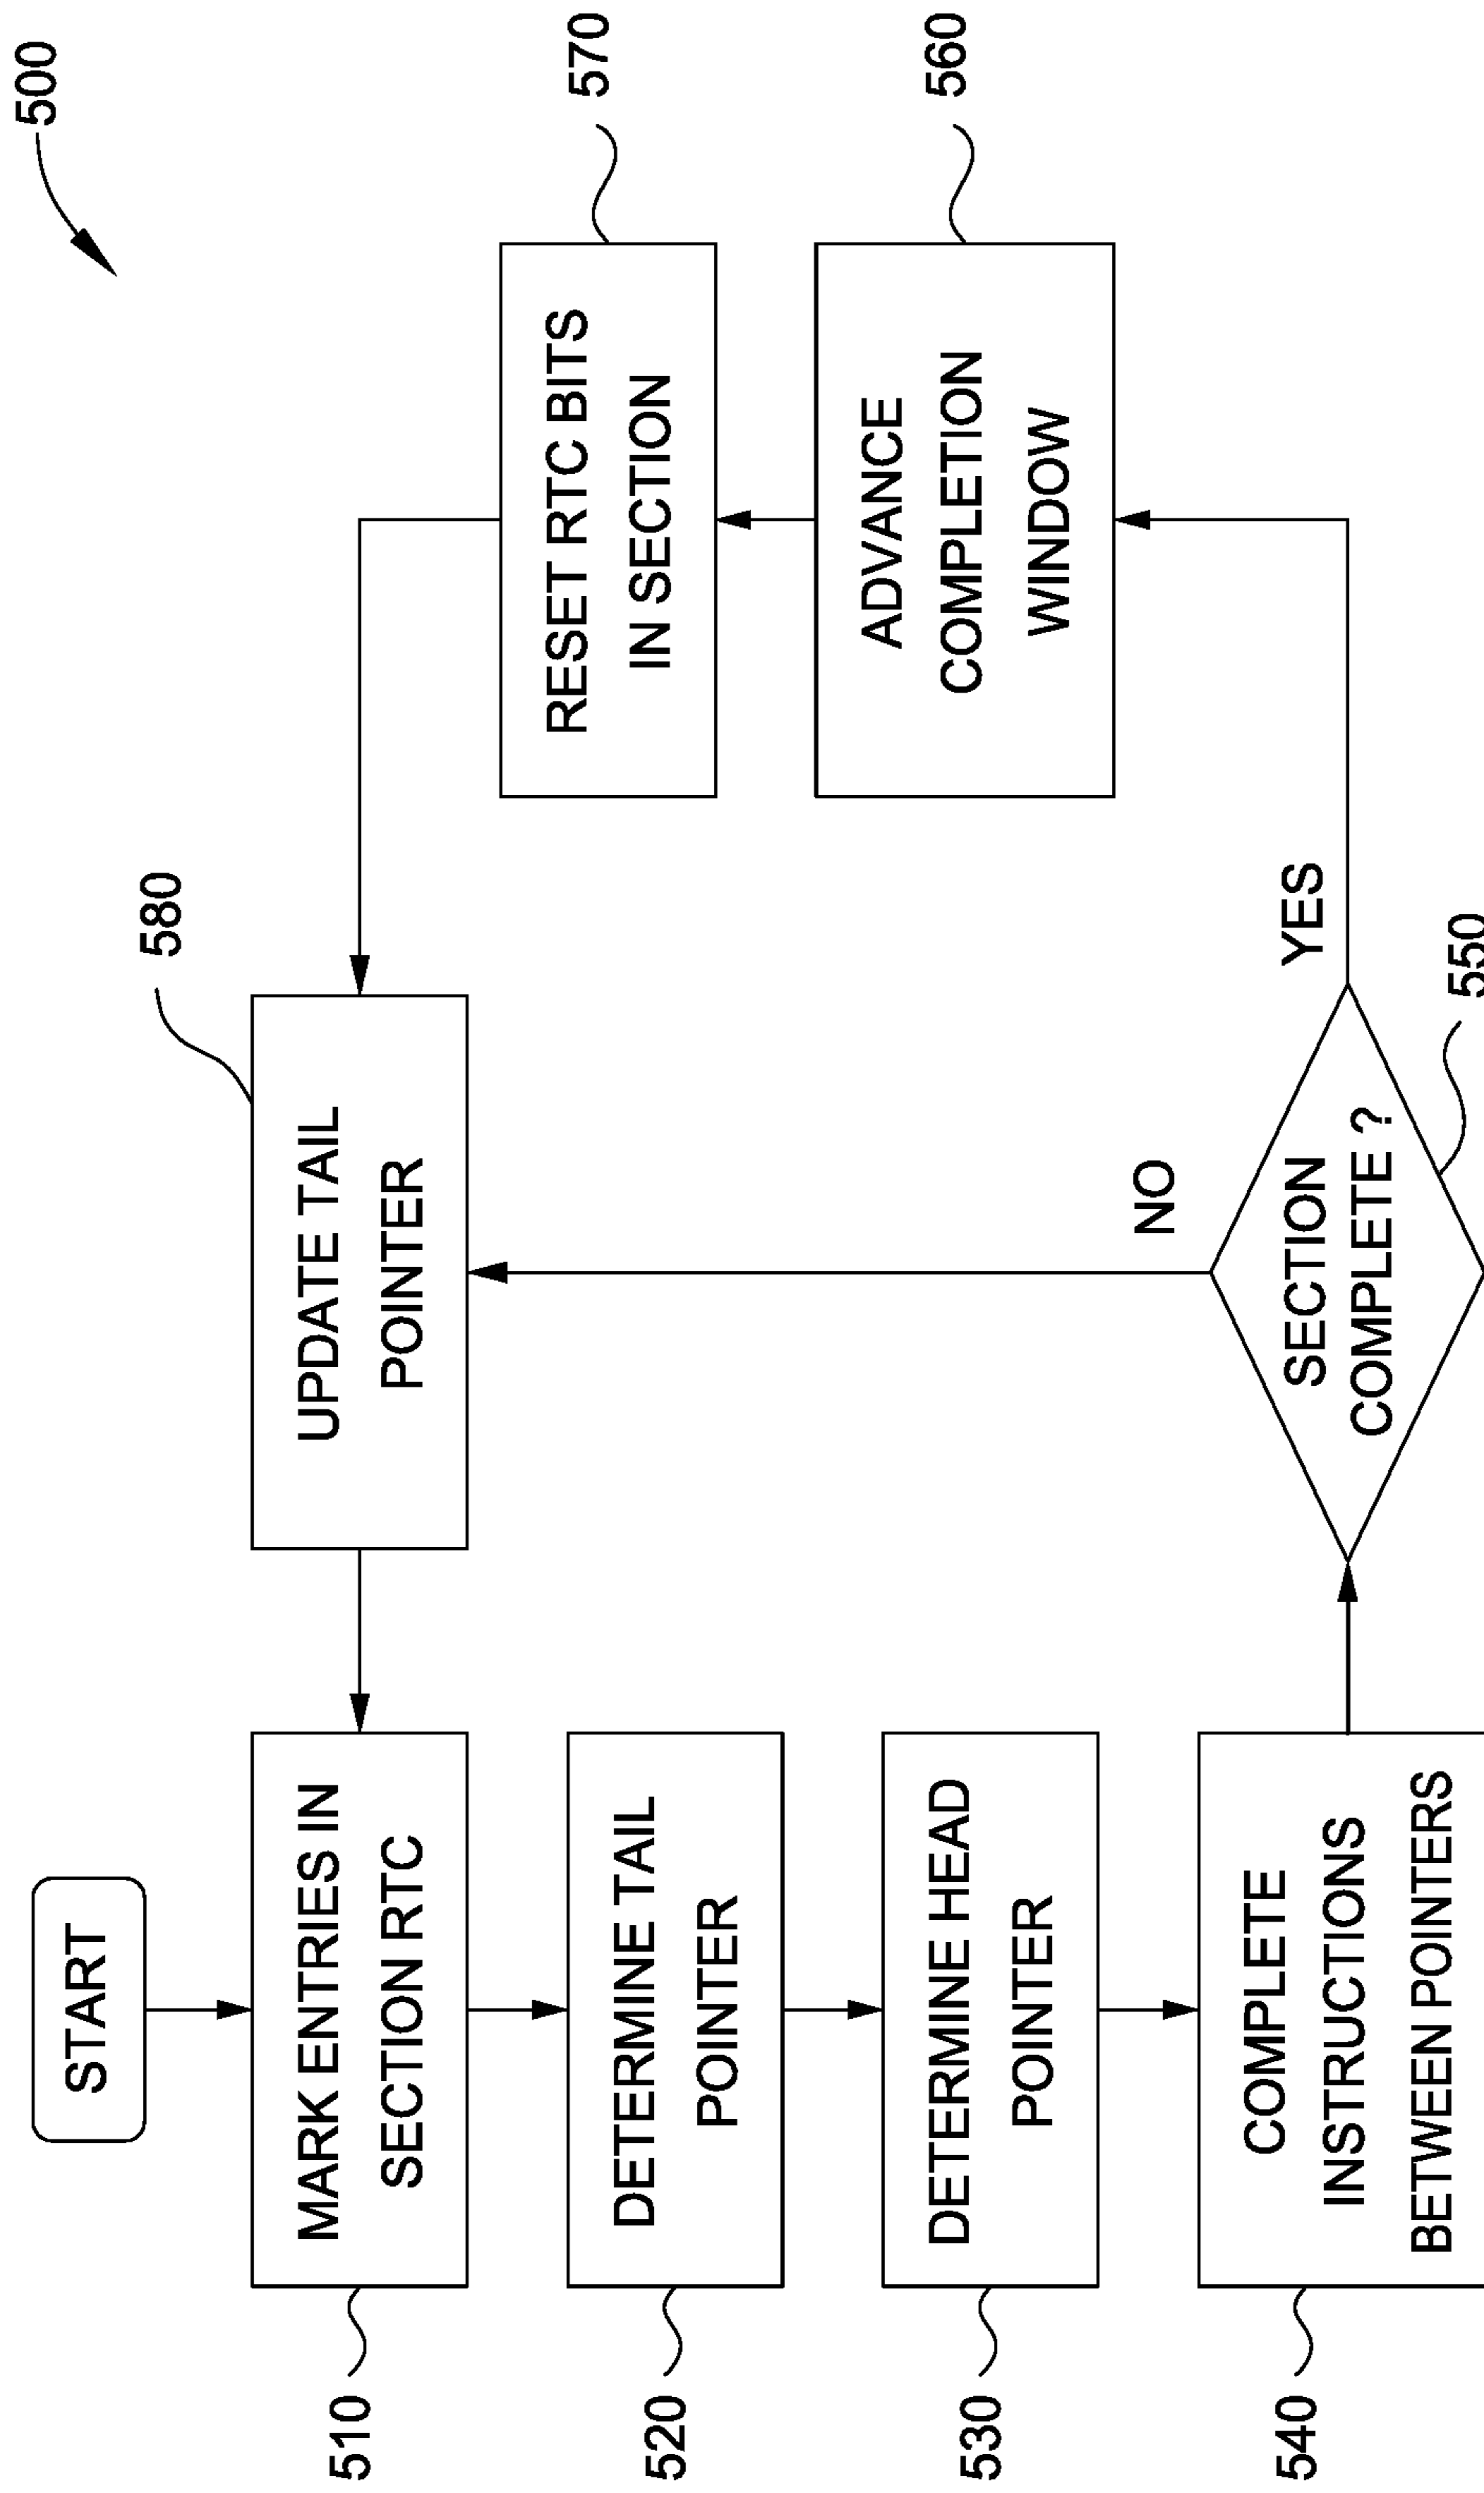 500
START
510
MARK ENTRIES IN
SECTION RTC
580
UPDATE TAIL
POINTER
570
RESET RTC BITS
IN SECTION
520
DETERMINE TAIL
POINTER
530
DETERMINE HEAD
POINTER
560
ADVANCE
COMPLETION
WINDOW
540
COMPLETE
INSTRUCTIONS
BETWEEN POINTERS
NO
YES
SECTION
COMPLETE ?
550